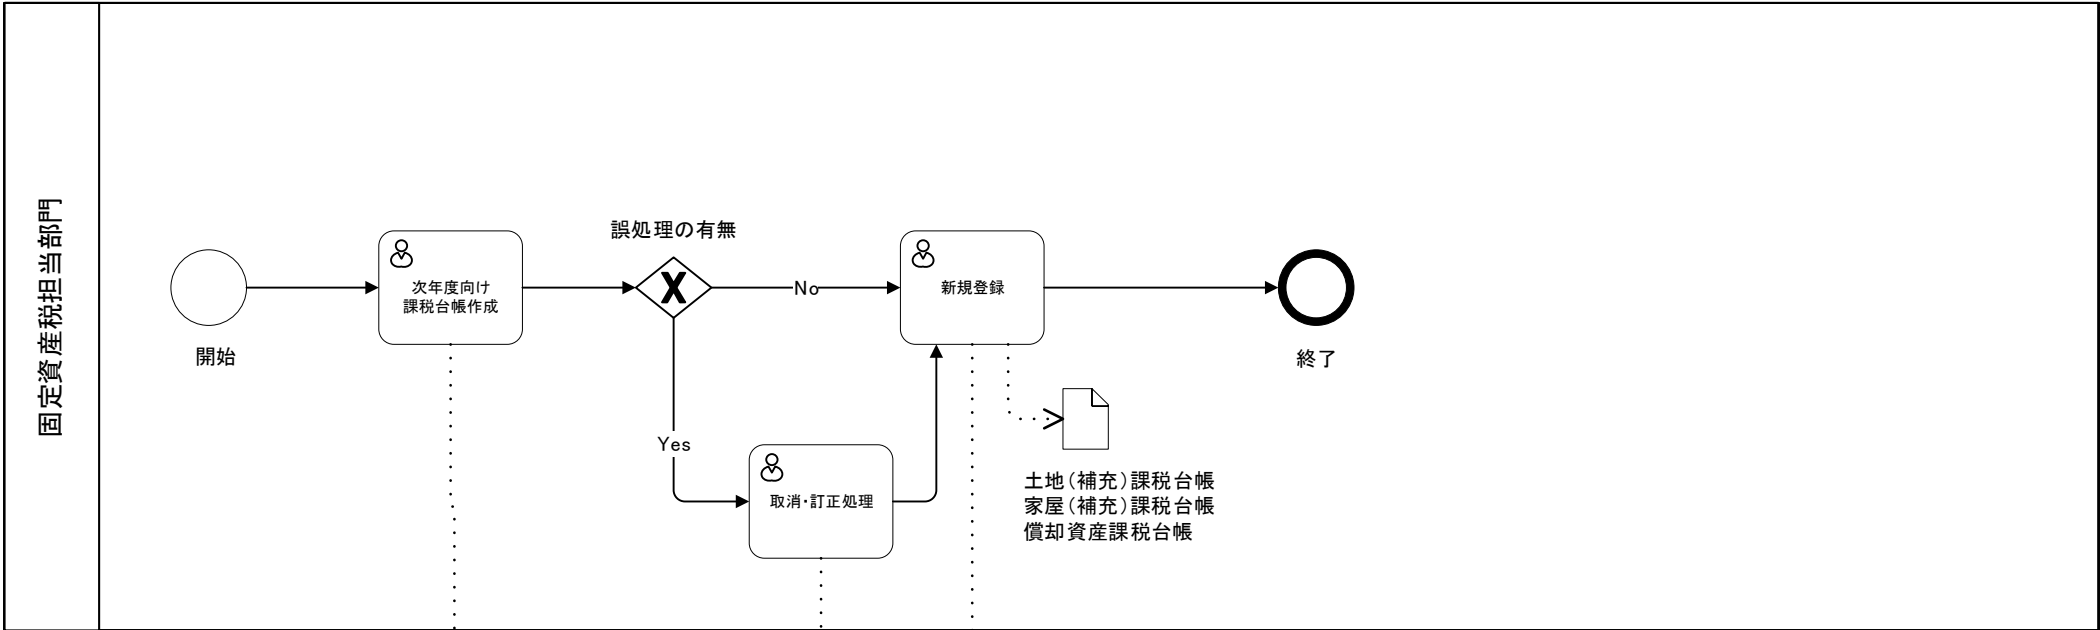 固定資産税担当部門
開始
次年度向け
課税台帳作成
誤処理の有無
No
Yes
取消・訂正処理
新規登録
土地（補充）課税台帳
家屋（補充）課税台帳
償却資産課税台帳
終了